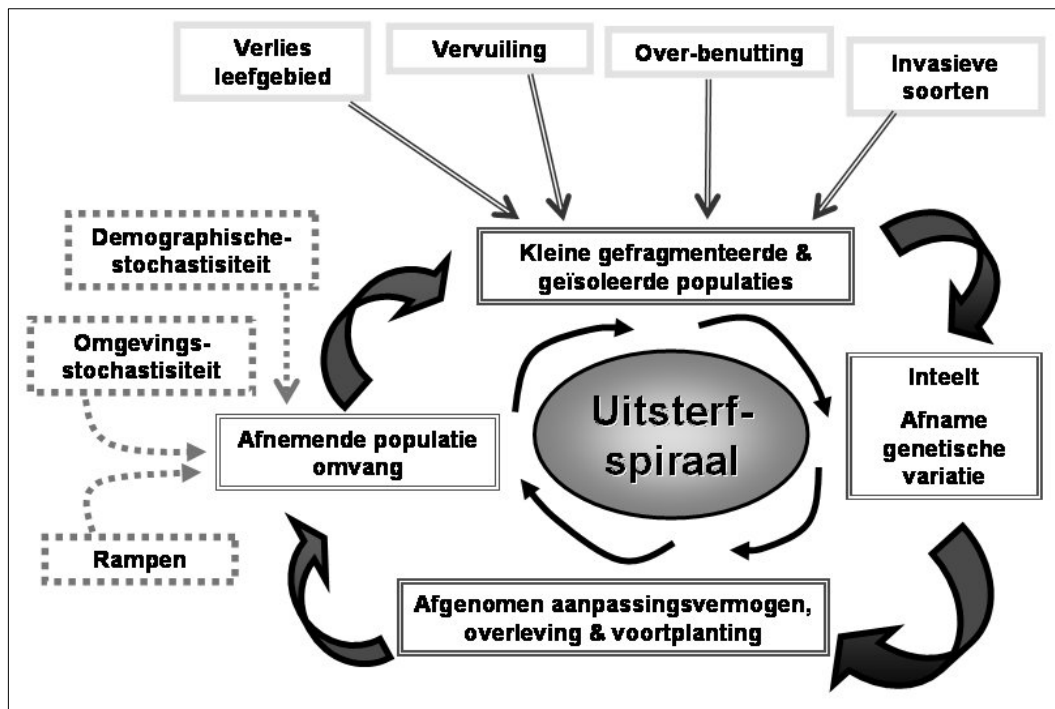 Verlies
leefgebied
Vervuiling
Over-benutting
Invasieve
soorten
Demographische-
stochastisiteit
Kleine gefragmenteerde &
geïsoleerde populaties
Omgevings-
stochastisiteit
Inteelt
Afname
genetische
variatie
Uitsterf-
spiraal
Afnemende populatie
omvang
Rampen
Afgenomen aanpassingsvermogen,
overleving & voortplanting